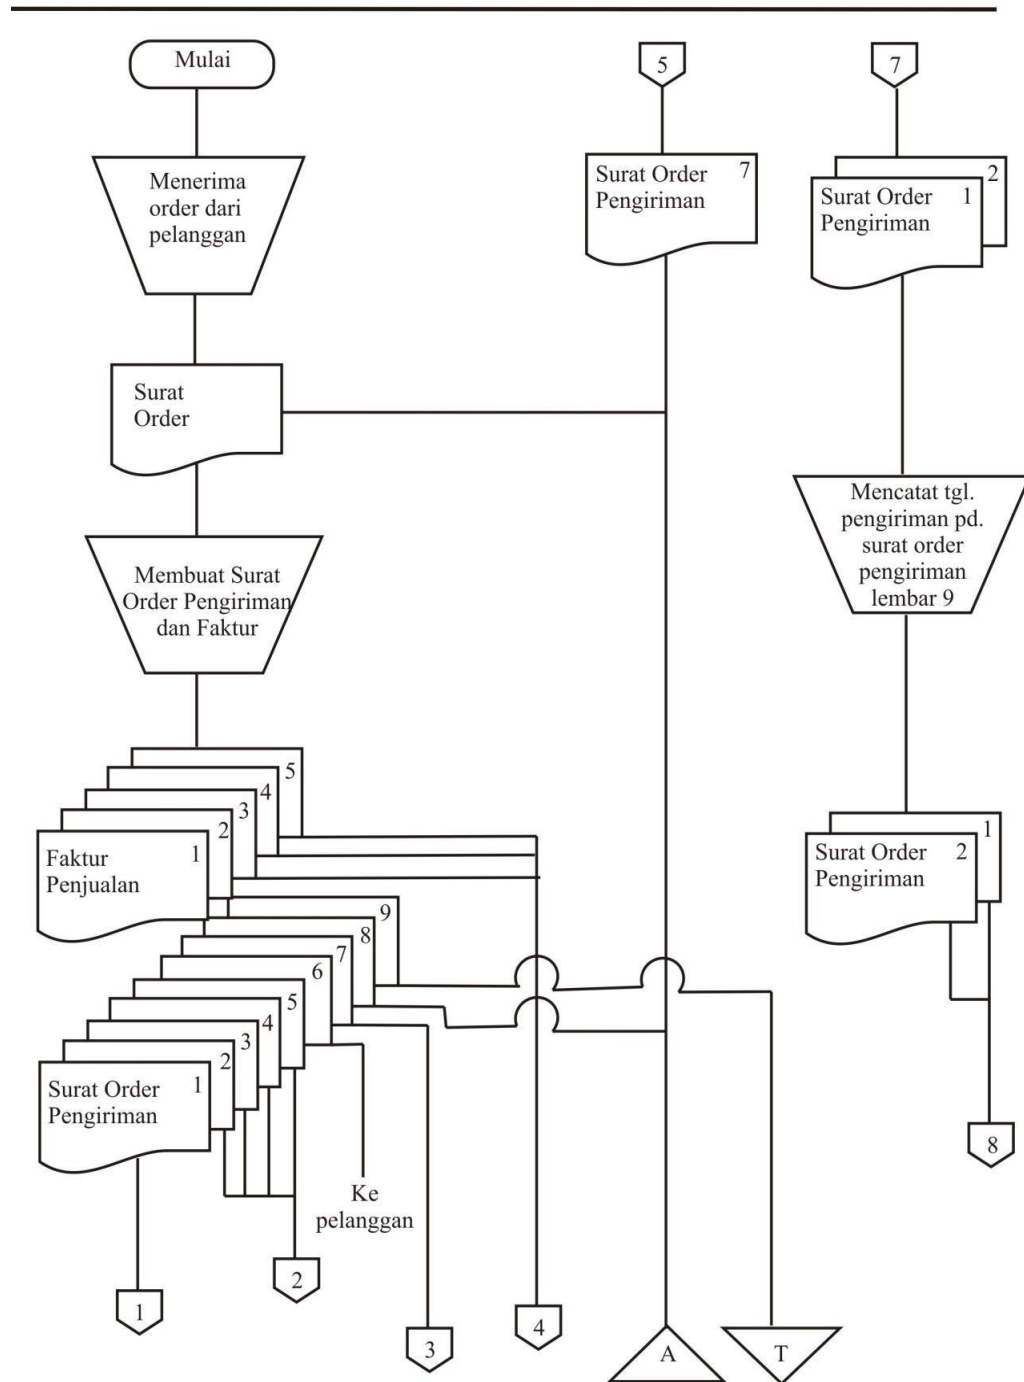 Mulai
Menerima
order dari
pelanggan
Surat
Order
Membuat Surat
Order Pengiriman
dan Faktur
5
4
3
2
Faktur 1
Penjualan
9
8
7
6
5
4
3
2
Surat Order 1
Pengiriman
Ke
pelanggan
1
2
3
4
5
Surat Order 7
Pengiriman
A
T
7
2
Surat Order 1
Pengiriman
Mencatat tgl.
pengiriman pd.
surat order
pengiriman
lembar 9
1
Surat Order 2
Pengiriman
8